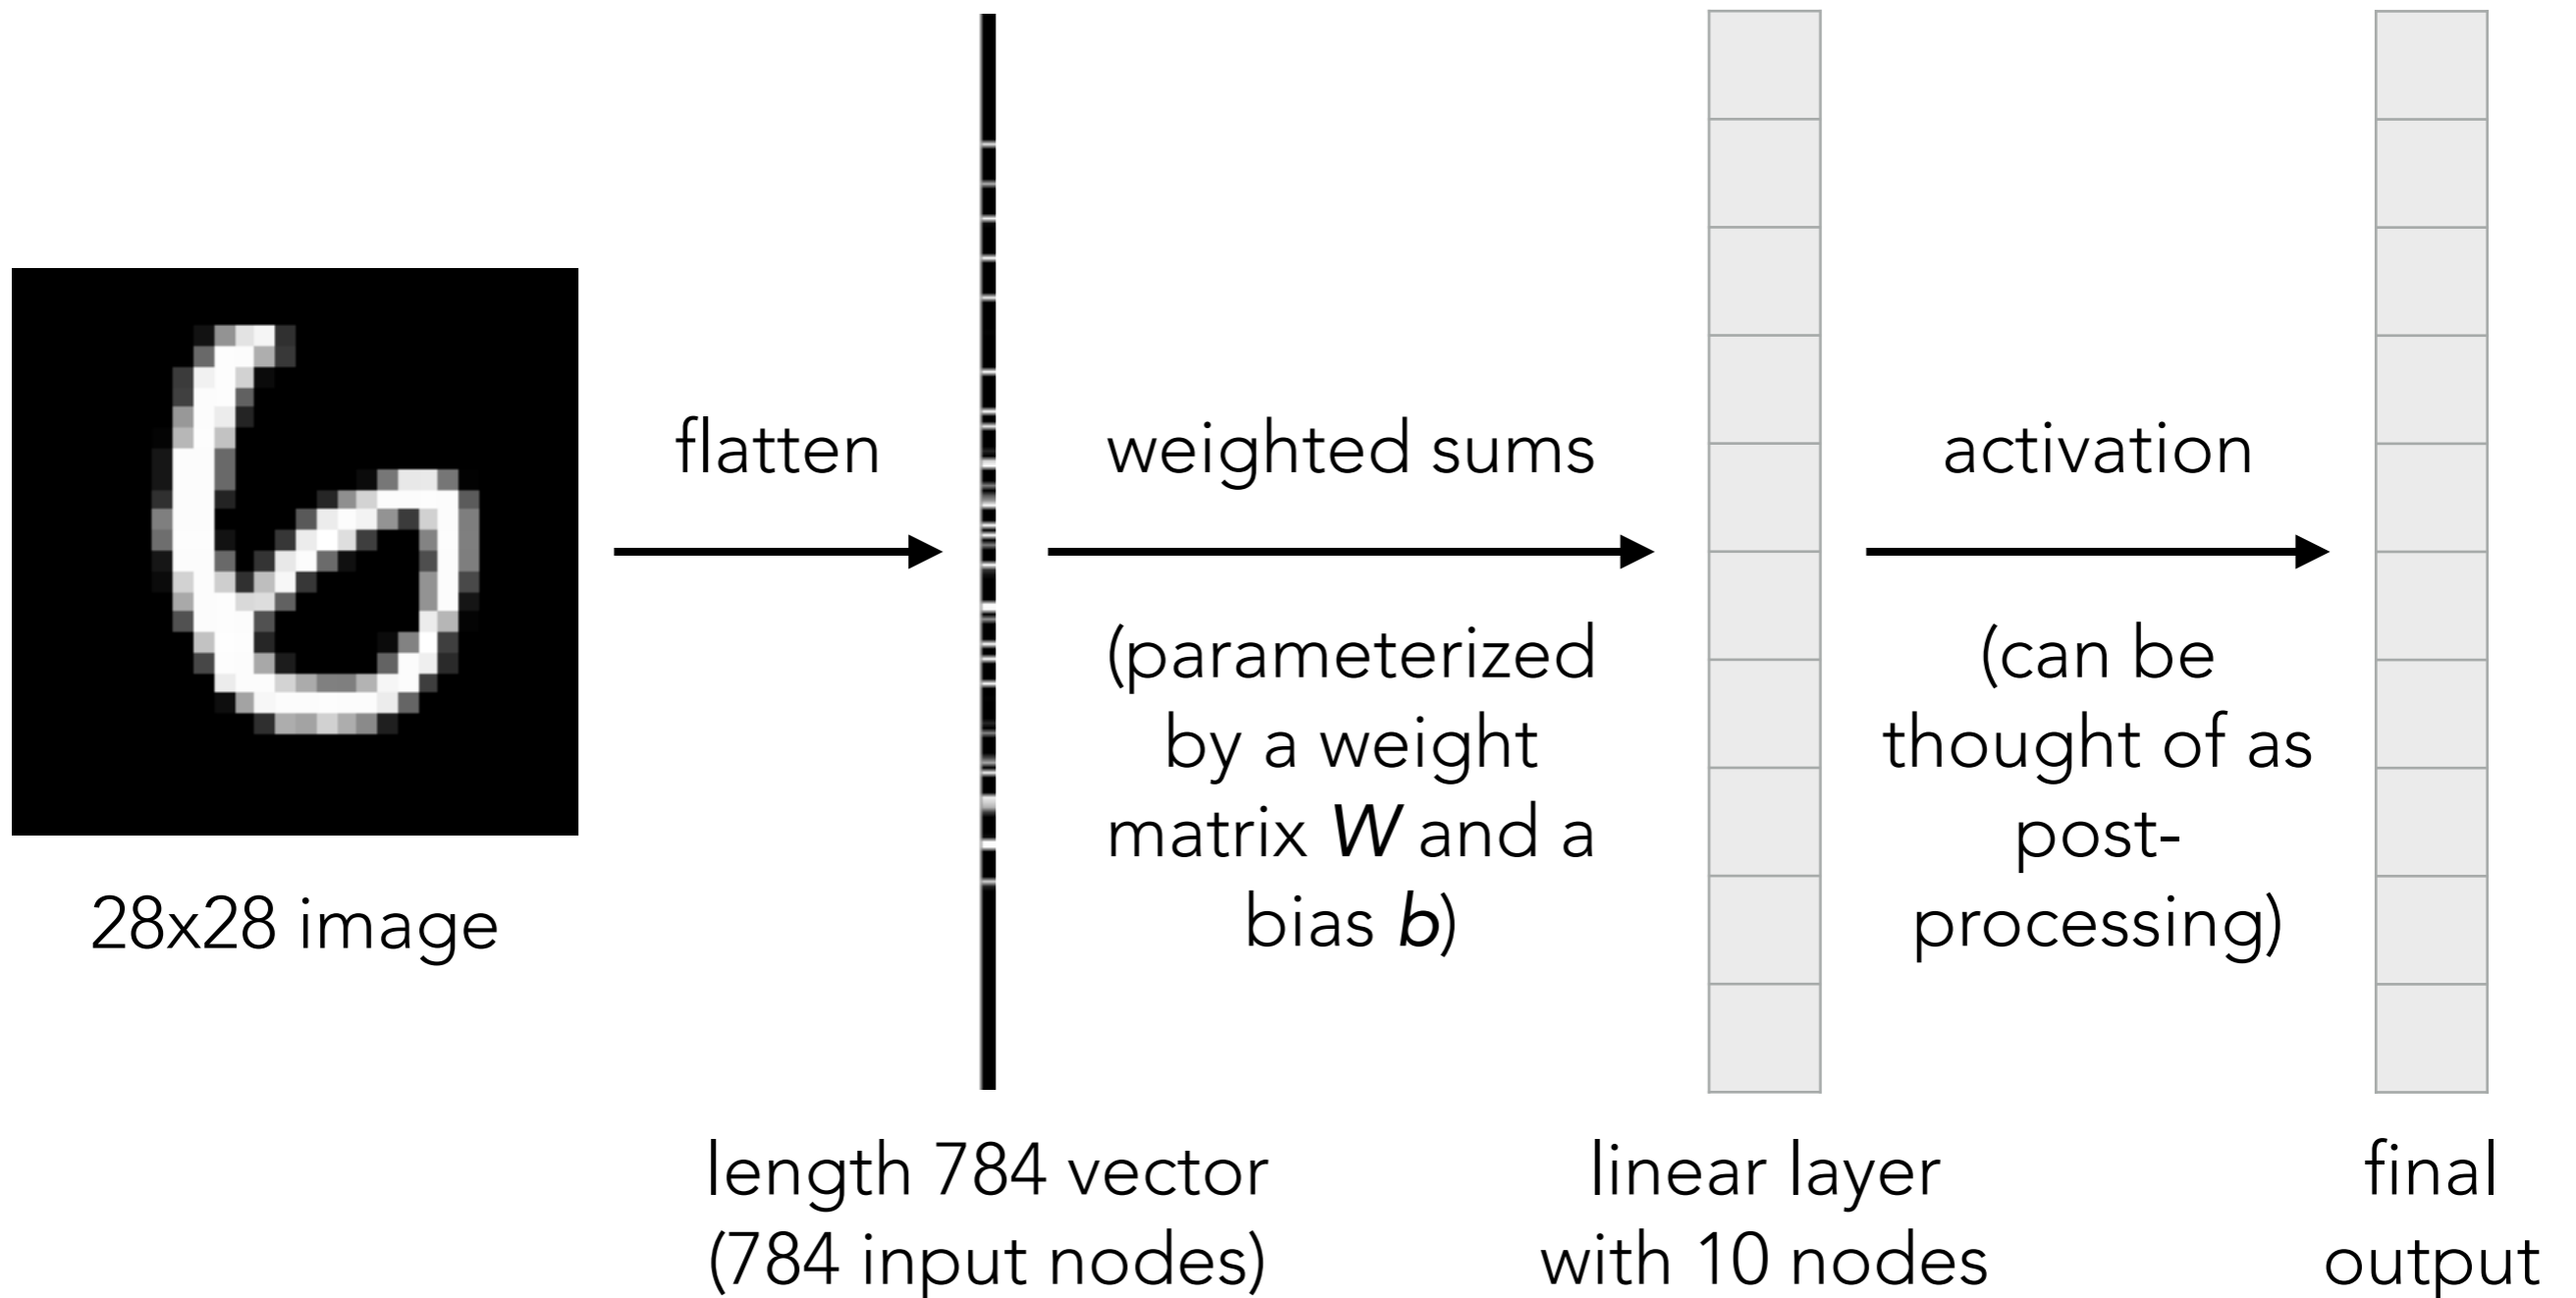 28x28 image
flatten
length 784 vector
(784 input nodes)
weighted sums
(parameterized
by a weight
matrix W and a
bias b)
linear layer
with 10 nodes
activation
(can be
thought of as
post-
processing)
final
output